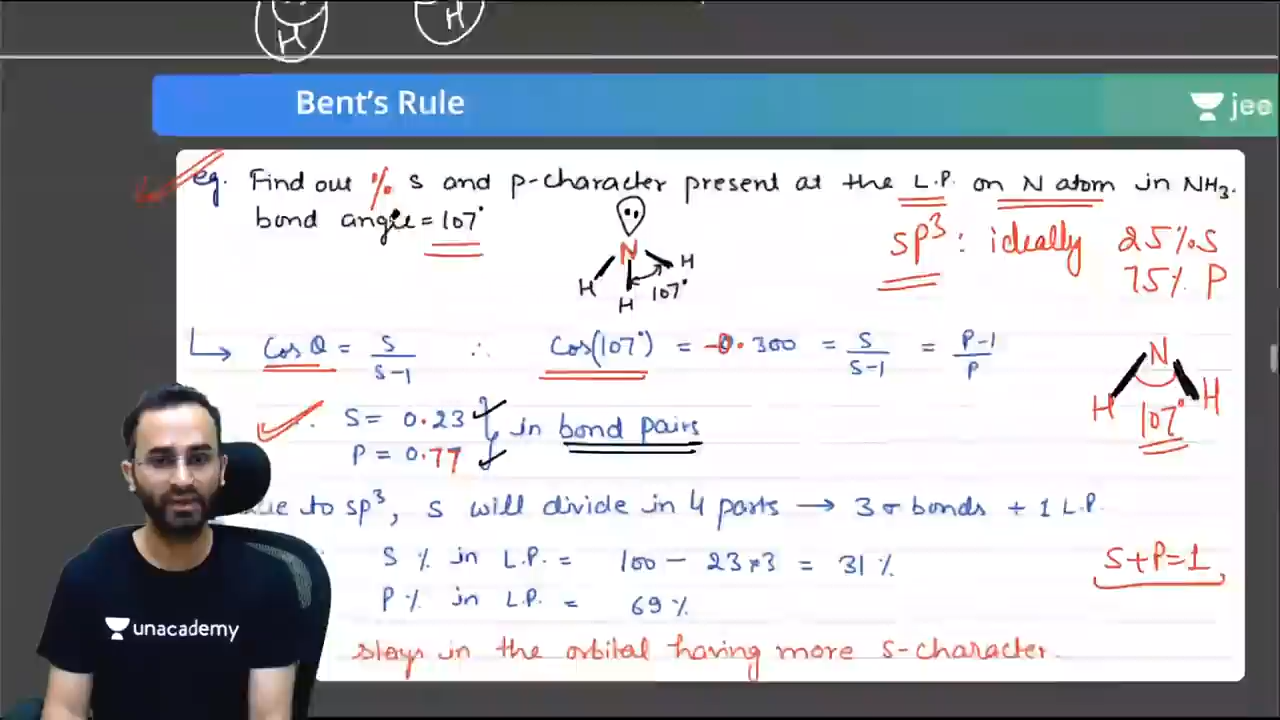 H
H
Bent's Rule
jee
eg. Find out % s and p-character present at the L.P. on N atom in NH₃.
bond angle = 107°
sp³ : ideally 25% S
75% P
N
H
H
H
107°
Cos θ = S/S-1 ∴ Cos(107°) = -0.300 = S/S-1 = P-1/P
N
H
H
107°
S = 0.23
P = 0.77
in bond pairs
to sp³, s will divide in 4 parts → 3 σ bonds + 1 L.P.
S % in L.P. = 100 - 23×3 = 31 %
P % in L.P. = 69 %
S+P=1
stays in the orbital having more s-character.
unacademy